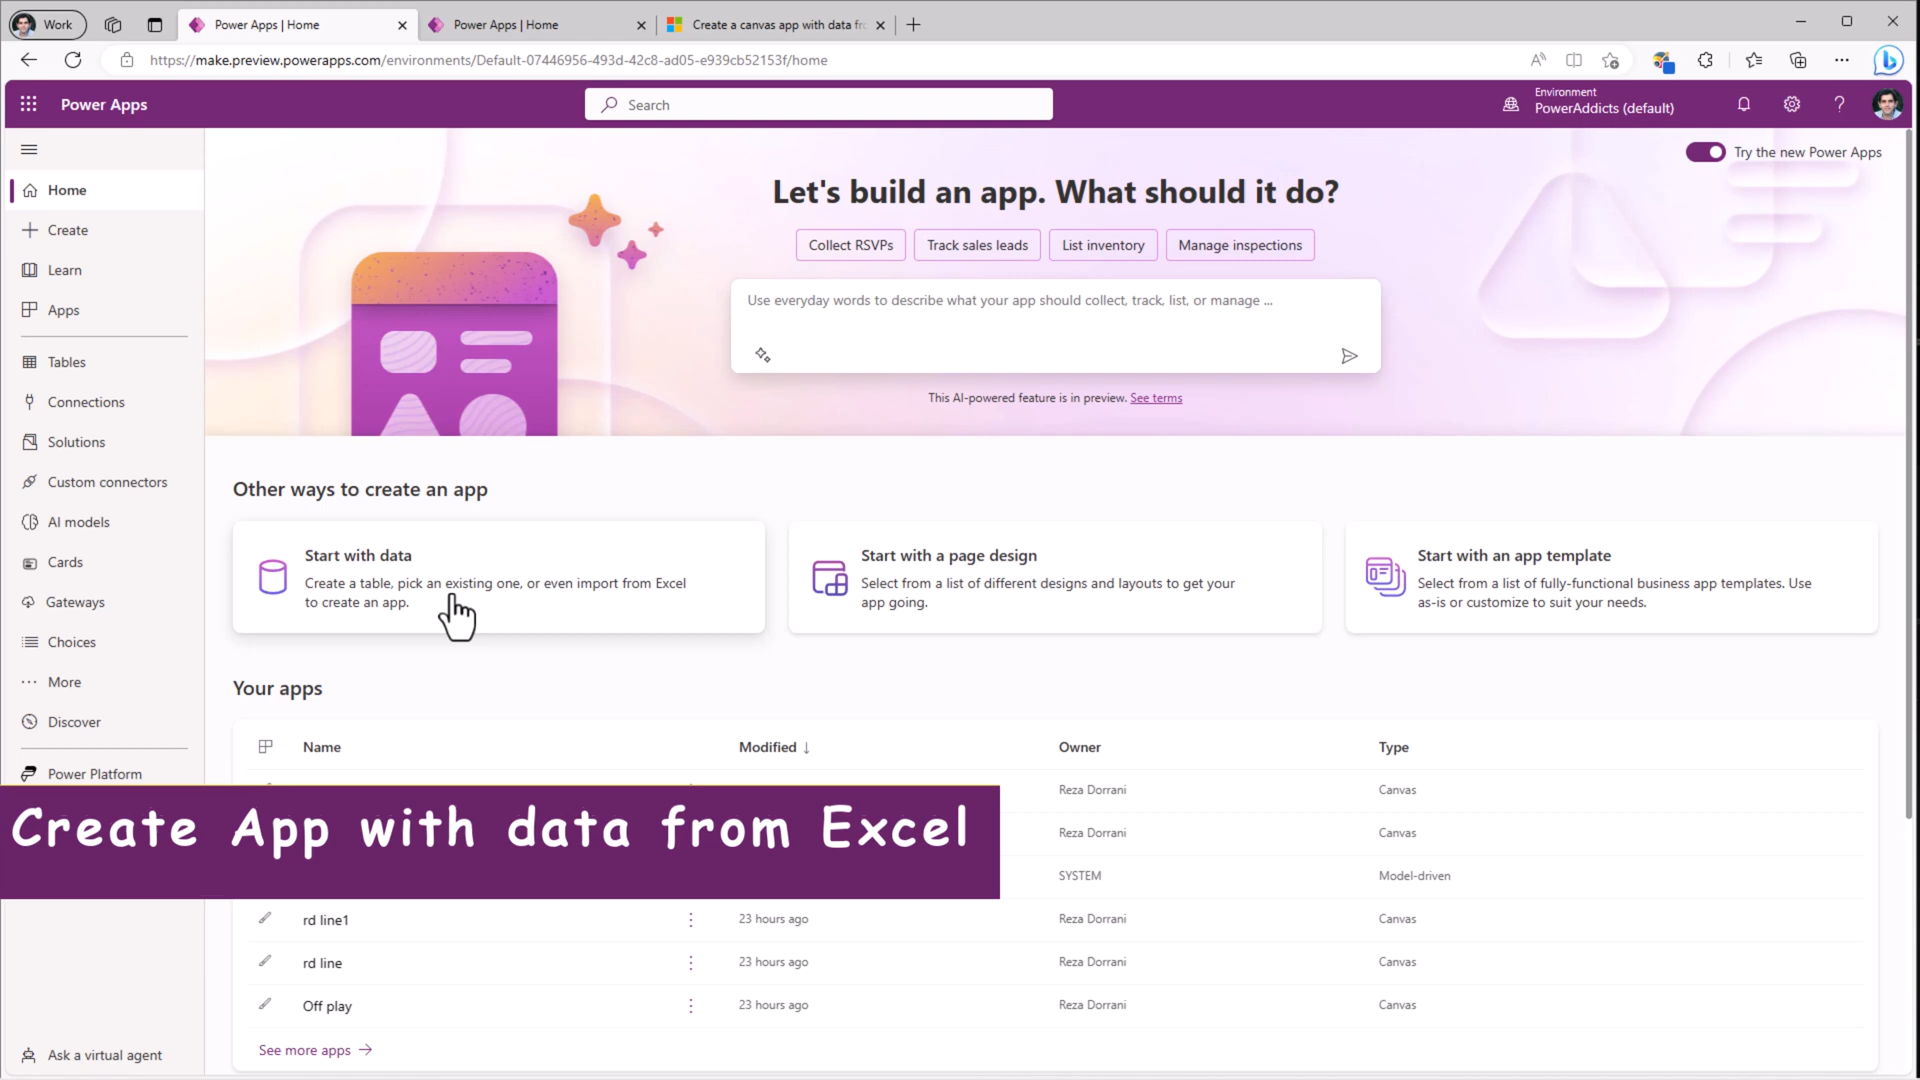 Work
Power Apps | Home
Power Apps | Home
Create a canvas app with data fr
https://make.preview.powerapps.com/environments/Default-07446956-493d-42c8-ad05-e939cb52153f/home
Power Apps
Search
Environment
PowerAddicts (default)
Try the new Power Apps
Home
Create
Learn
Apps
Tables
Connections
Solutions
Custom connectors
AI models
Cards
Gateways
Choices
More
Discover
Power Platform
Ask a virtual agent
Let's build an app. What should it do?
Collect RSVPs
Track sales leads
List inventory
Manage inspections
Use everyday words to describe what your app should collect, track, list, or manage ...
This AI-powered feature is in preview. See terms
Other ways to create an app
Start with data
Create a table, pick an existing one, or even import from Excel
to create an app.
Start with a page design
Select from a list of different designs and layouts to get your
app going.
Start with an app template
Select from a list of fully-functional business app templates. Use
as-is or customize to suit your needs.
Your apps
Name Modified ↓ Owner Type
Reza Dorrani Canvas
Reza Dorrani Canvas
SYSTEM Model-driven
Create App with data from Excel
rd line1 23 hours ago Reza Dorrani Canvas
rd line 23 hours ago Reza Dorrani Canvas
Off play 23 hours ago Reza Dorrani Canvas
See more apps →